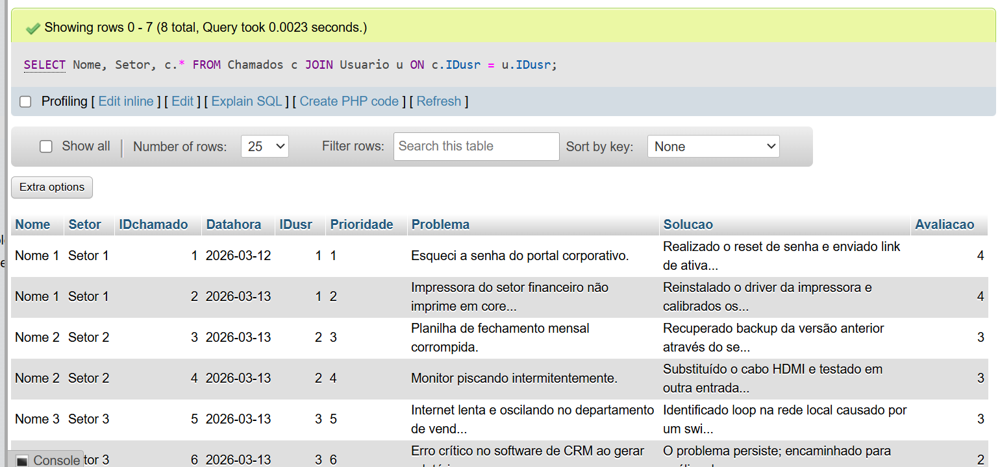 Showing rows 0 - 7 (8 total, Query took 0.0023 seconds.)
SELECT Nome, Setor, c.* FROM Chamados c JOIN Usuario u ON c.IDusr = u.IDusr;
Profiling [ Edit inline ] [ Edit ] [ Explain SQL ] [ Create PHP code ] [ Refresh ]
Show all | Number of rows: 25 Filter rows: Search this table Sort by key: None
Extra options
Nome Setor IDchamado Datahora IDusr Prioridade Problema Solucao Avaliacao
Nome 1 Setor 1 1 2026-03-12 1 1 Esqueci a senha do portal corporativo. Realizado o reset de senha e enviado link
de ativa... 4
Nome 1 Setor 1 2 2026-03-13 1 2 Impressora do setor financeiro não
imprime em core... Reinstalado o driver da impressora e
calibrados os... 4
Nome 2 Setor 2 3 2026-03-13 2 3 Planilha de fechamento mensal
corrompida. Recuperado backup da versão anterior
através do se... 3
Nome 2 Setor 2 4 2026-03-13 2 4 Monitor piscando intermitentemente. Substituído o cabo HDMI e testado em
outra entrada... 3
Nome 3 Setor 3 5 2026-03-13 3 5 Internet lenta e oscilando no departamento
de vend... Identificado loop na rede local causado por
um swi... 3
tor 3 6 2026-03-13 3 6 Erro crítico no software de CRM ao gerar
O problema persiste; encaminhado para
2
Console